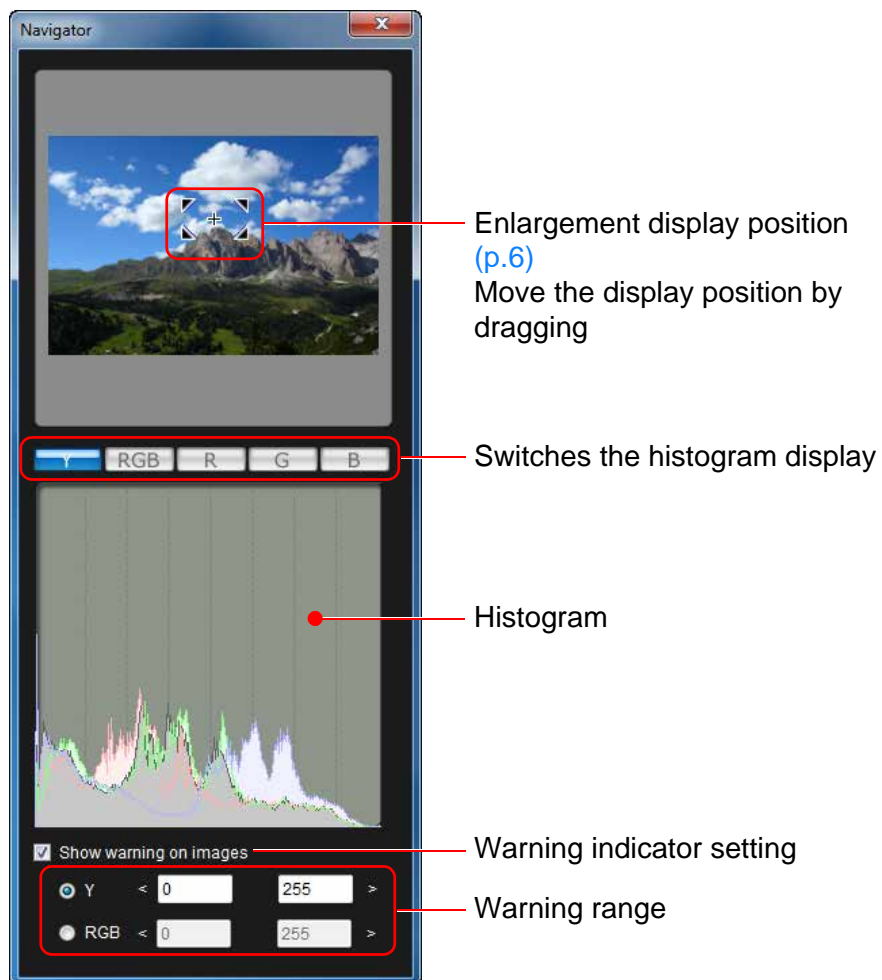 Navigator
x
Enlargement display position
(p.6)
Move the display position by
dragging
Y RGB R G B
Switches the histogram display
Histogram
Show warning on images
Warning indicator setting
Y < 0 255 >
Warning range
RGB < 0 255 >